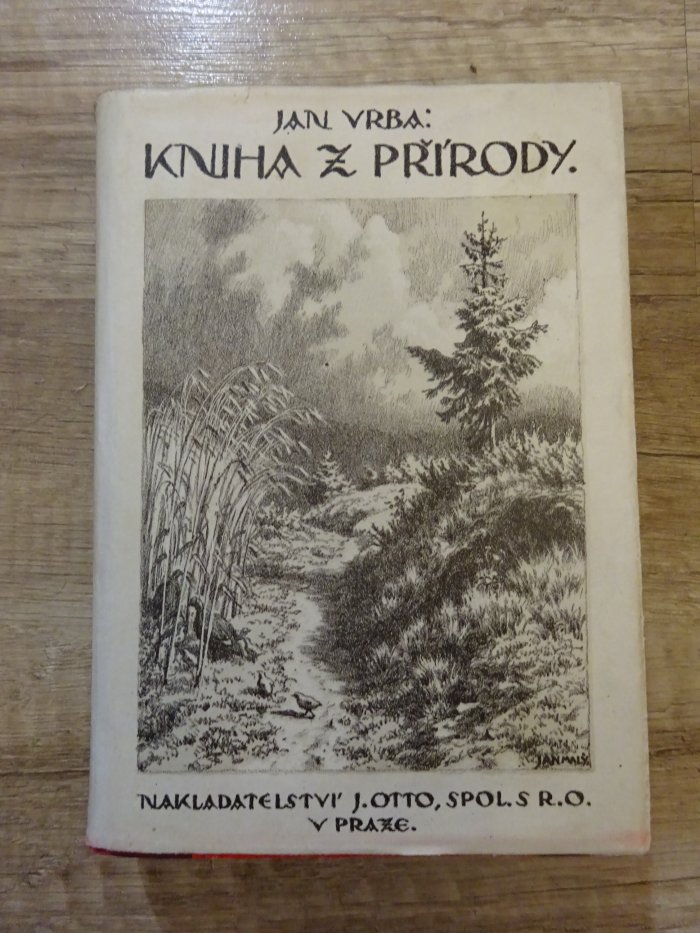 JAN VRBA:
KNIHA Z PŘÍRODY.
JAN MALÝ.
NAKLADATELSTVÍ J. OTTO, SPOL. S R. O.
V PRAZE.